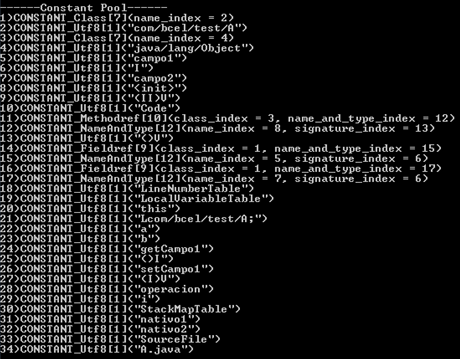 ------Constant Pool------
1)CONSTANT_Class[7](name_index = 2)
2)CONSTANT_Utf8[1]("com/bcel/test/A")
3)CONSTANT_Class[7](name_index = 4)
4)CONSTANT_Utf8[1]("java/lang/Object")
5)CONSTANT_Utf8[1]("campo1")
6)CONSTANT_Utf8[1]("I")
7)CONSTANT_Utf8[1]("campo2")
8)CONSTANT_Utf8[1]("<init>")
9)CONSTANT_Utf8[1]("(II)V")
10)CONSTANT_Utf8[1]("Code")
11)CONSTANT_Methodref[10](class_index = 3, name_and_type_index = 12)
12)CONSTANT_NameAndType[12](name_index = 8, signature_index = 13)
13)CONSTANT_Utf8[1]("()V")
14)CONSTANT_Fieldref[9](class_index = 1, name_and_type_index = 15)
15)CONSTANT_NameAndType[12](name_index = 5, signature_index = 6)
16)CONSTANT_Fieldref[9](class_index = 1, name_and_type_index = 17)
17)CONSTANT_NameAndType[12](name_index = 7, signature_index = 6)
18)CONSTANT_Utf8[1]("LineNumberTable")
19)CONSTANT_Utf8[1]("LocalVariableTable")
20)CONSTANT_Utf8[1]("this")
21)CONSTANT_Utf8[1]("Lcom/bcel/test/A;")
22)CONSTANT_Utf8[1]("a")
23)CONSTANT_Utf8[1]("b")
24)CONSTANT_Utf8[1]("getCampo1")
25)CONSTANT_Utf8[1]("()I")
26)CONSTANT_Utf8[1]("setCampo1")
27)CONSTANT_Utf8[1]("(I)V")
28)CONSTANT_Utf8[1]("operacion")
29)CONSTANT_Utf8[1]("i")
30)CONSTANT_Utf8[1]("StackMapTable")
31)CONSTANT_Utf8[1]("nativo1")
32)CONSTANT_Utf8[1]("nativo2")
33)CONSTANT_Utf8[1]("SourceFile")
34)CONSTANT_Utf8[1]("A.java")